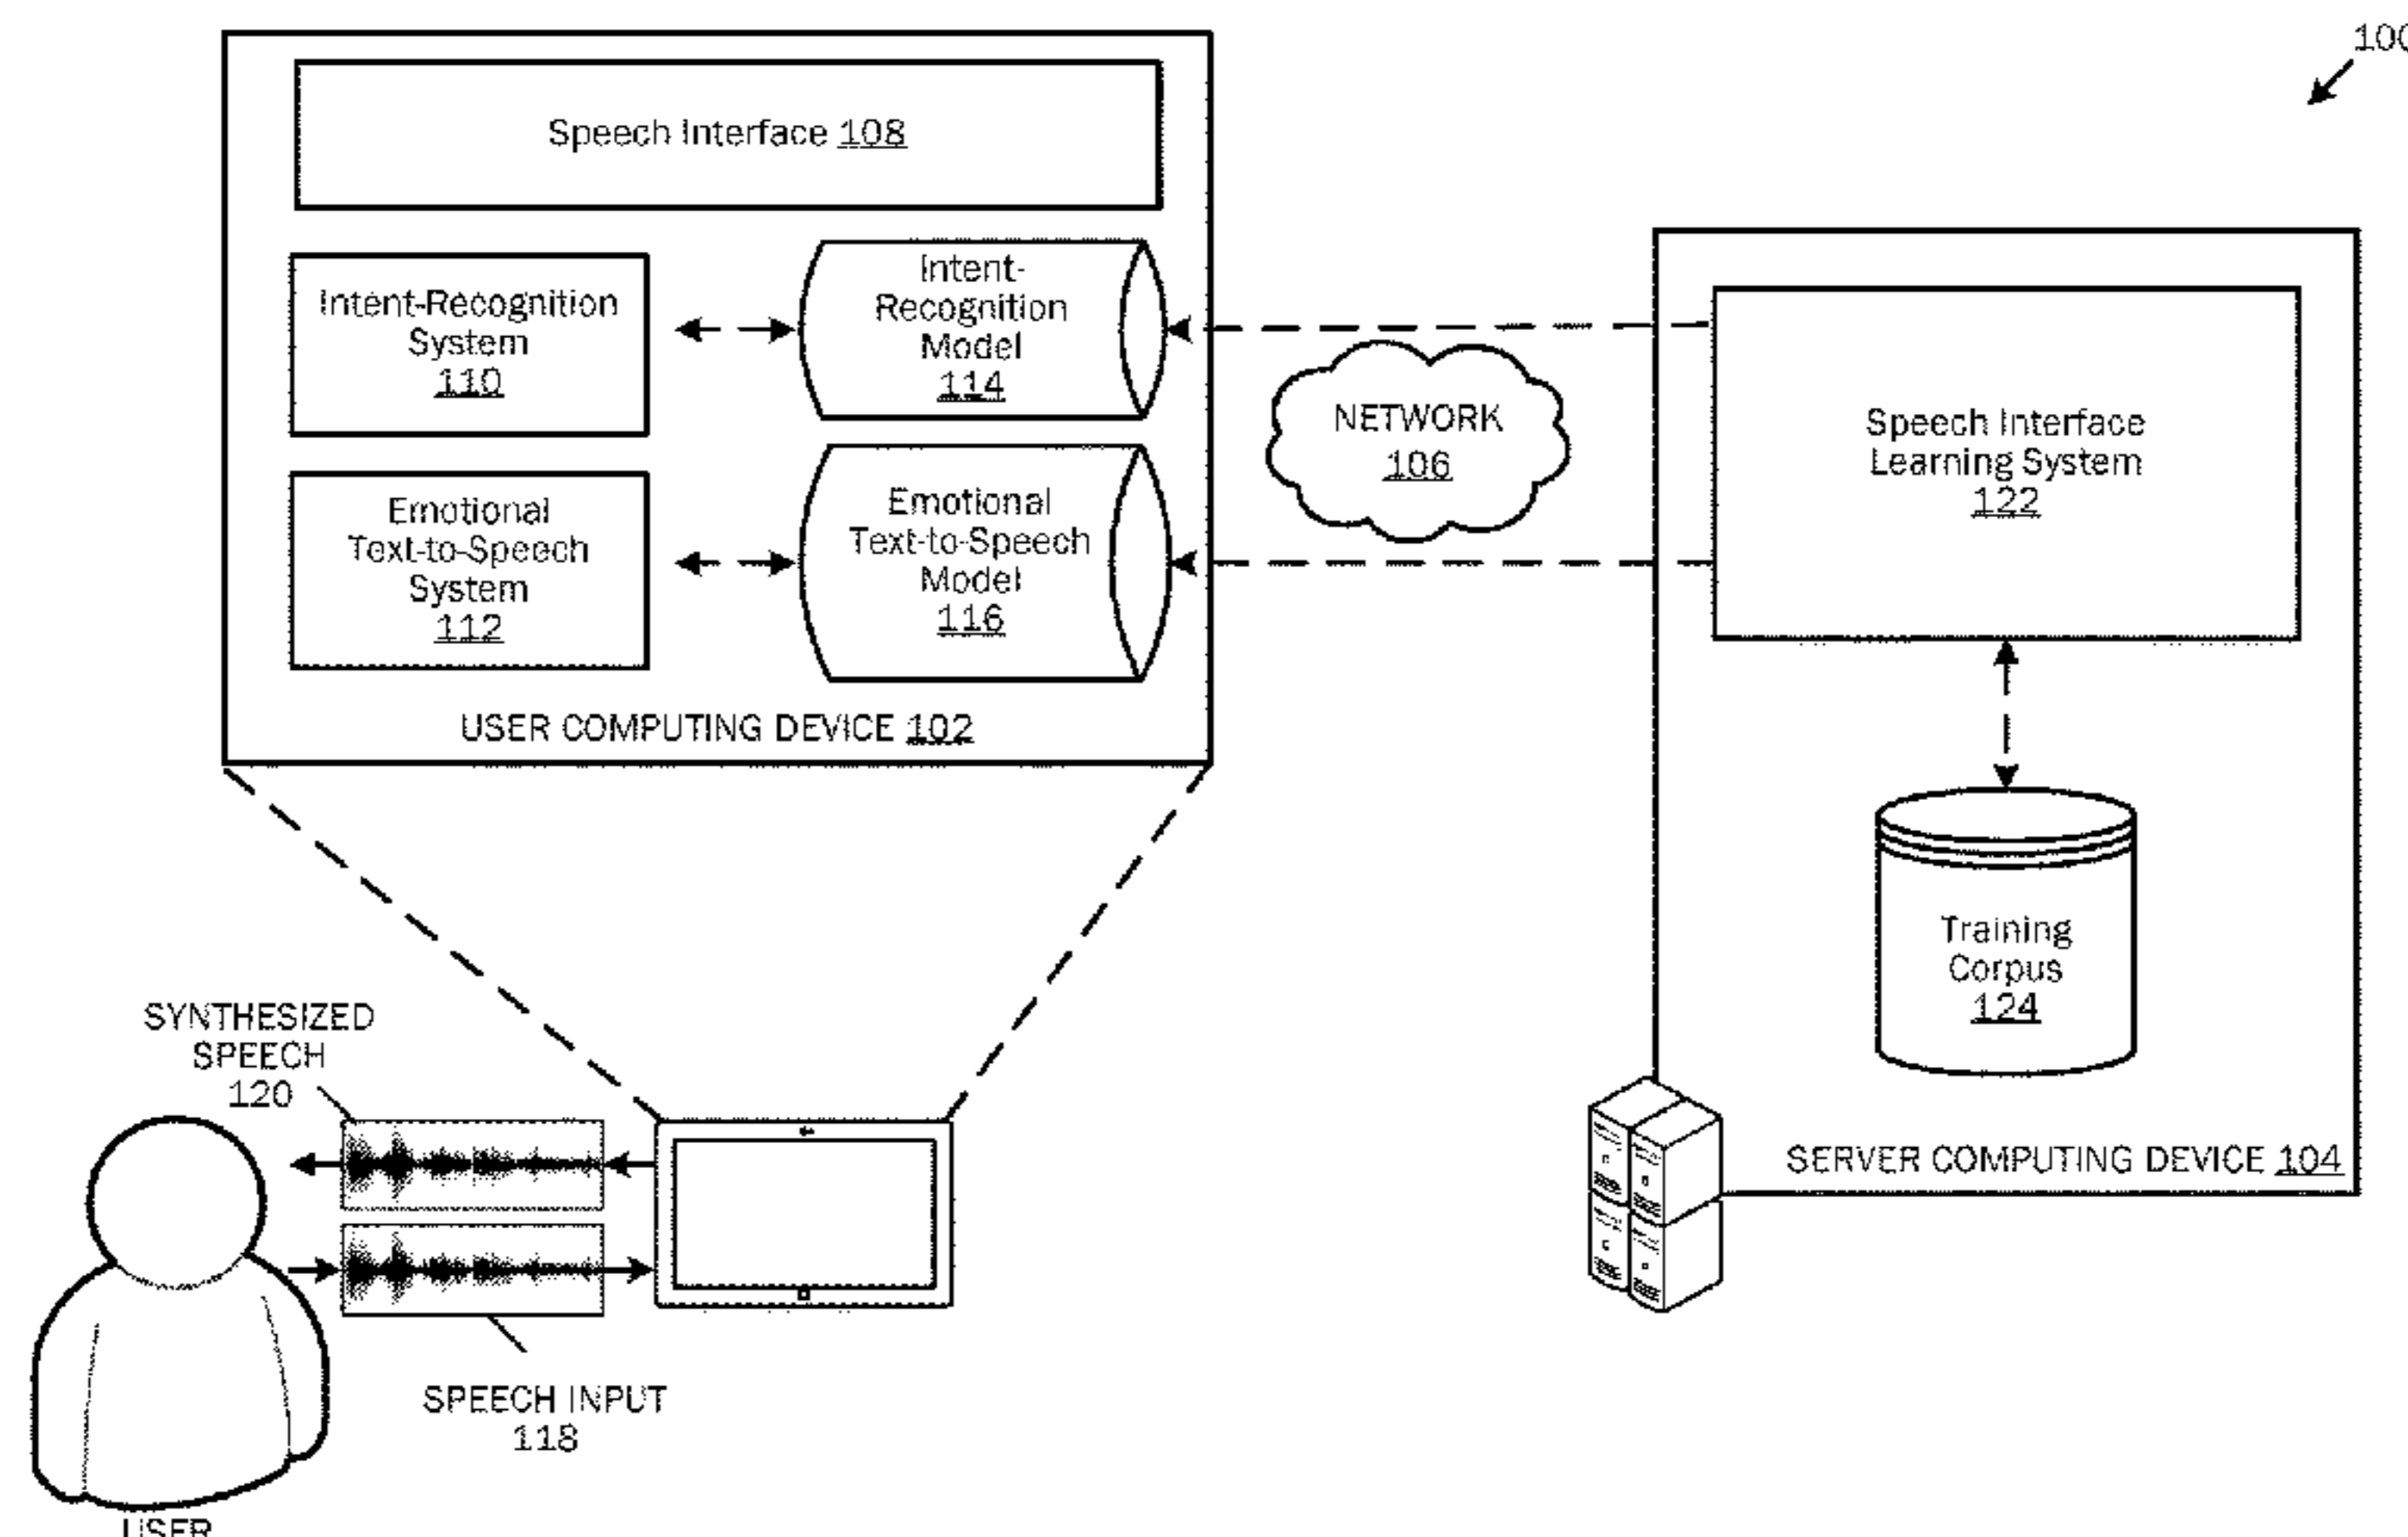 100
Speech Interface 108
Intent-Recognition
System
110
Intent-
Recognition
Model
114
Emotional
Text-to-Speech
System
112
Emotional
Text-to-Speech
Model
116
USER COMPUTING DEVICE 102
NETWORK
106
Speech Interface
Learning System
122
Training
Corpus
124
SERVER COMPUTING DEVICE 104
SYNTHESIZED
SPEECH
120
SPEECH INPUT
118
USER